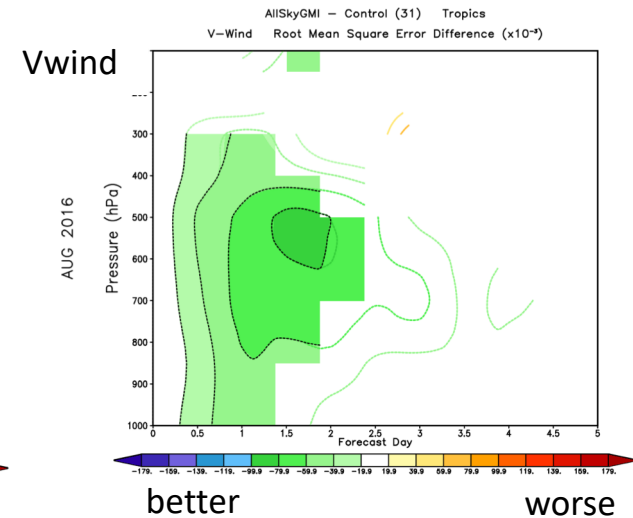 AllSkyGMI − Control (31) Tropics
V−Wind Root Mean Square Error Difference (x10⁻³)
Vwind
---
300
400
500
600
700
800
900
1000
Pressure (hPa)
AUG 2016
0 0.5 1 1.5 2 2.5 3 3.5 4 4.5 5
Forecast Day
-179. -159. -139. -119. -99.9 -79.9 -59.9 -39.9 -19.9 19.9 39.9 59.9 79.9 99.9 119. 139. 159. 179.
better worse